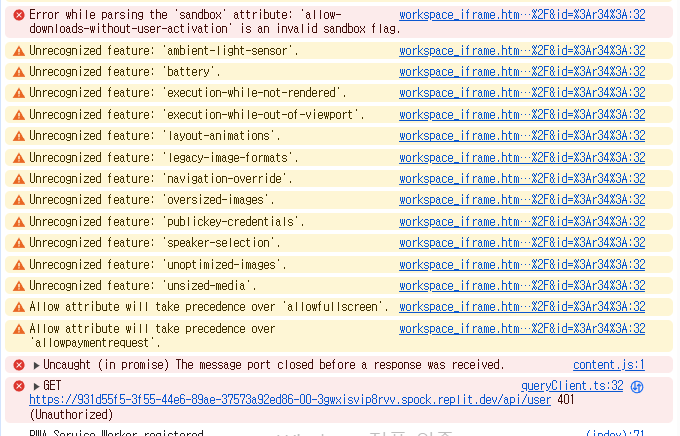 Error while parsing the 'sandbox' attribute: 'allow- workspace_iframe.htm…%2F&id=%3Ar34%3A:32
downloads-without-user-activation' is an invalid sandbox flag.
Unrecognized feature: 'ambient-light-sensor'. workspace_iframe.htm…%2F&id=%3Ar34%3A:32
Unrecognized feature: 'battery'. workspace_iframe.htm…%2F&id=%3Ar34%3A:32
Unrecognized feature: 'execution-while-not-rendered'. workspace_iframe.htm…%2F&id=%3Ar34%3A:32
Unrecognized feature: 'execution-while-out-of-viewport'. workspace_iframe.htm…%2F&id=%3Ar34%3A:32
Unrecognized feature: 'layout-animations'. workspace_iframe.htm…%2F&id=%3Ar34%3A:32
Unrecognized feature: 'legacy-image-formats'. workspace_iframe.htm…%2F&id=%3Ar34%3A:32
Unrecognized feature: 'navigation-override'. workspace_iframe.htm…%2F&id=%3Ar34%3A:32
Unrecognized feature: 'oversized-images'. workspace_iframe.htm…%2F&id=%3Ar34%3A:32
Unrecognized feature: 'publickey-credentials'. workspace_iframe.htm…%2F&id=%3Ar34%3A:32
Unrecognized feature: 'speaker-selection'. workspace_iframe.htm…%2F&id=%3Ar34%3A:32
Unrecognized feature: 'unoptimized-images'. workspace_iframe.htm…%2F&id=%3Ar34%3A:32
Unrecognized feature: 'unsized-media'. workspace_iframe.htm…%2F&id=%3Ar34%3A:32
Allow attribute will take precedence over 'allowfullscreen'. workspace_iframe.htm…%2F&id=%3Ar34%3A:32
Allow attribute will take precedence over workspace_iframe.htm…%2F&id=%3Ar34%3A:32
'allowpaymentrequest'.
Uncaught (in promise) The message port closed before a response was received. content.js:1
GET queryClient.ts:32
https://931d55f5-3f55-44e6-89ae-37573a92ed86-00-3gwxisvip8rvv.spock.replit.dev/api/user 401
(Unauthorized)
PWA Service Worker registered (index):71